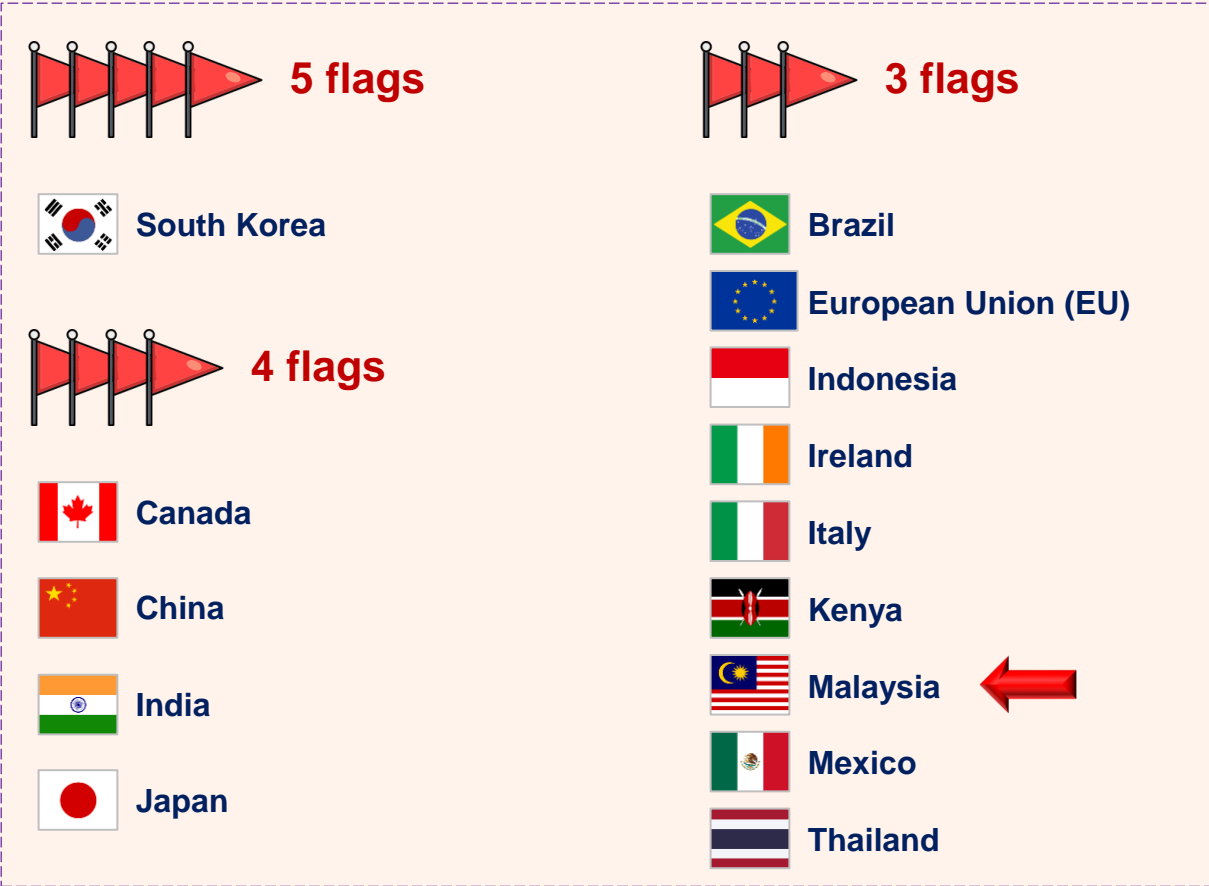 5 flags
South Korea
4 flags
Canada
China
India
Japan
3 flags
Brazil
European Union (EU)
Indonesia
Ireland
Italy
Kenya
Malaysia
Mexico
Thailand